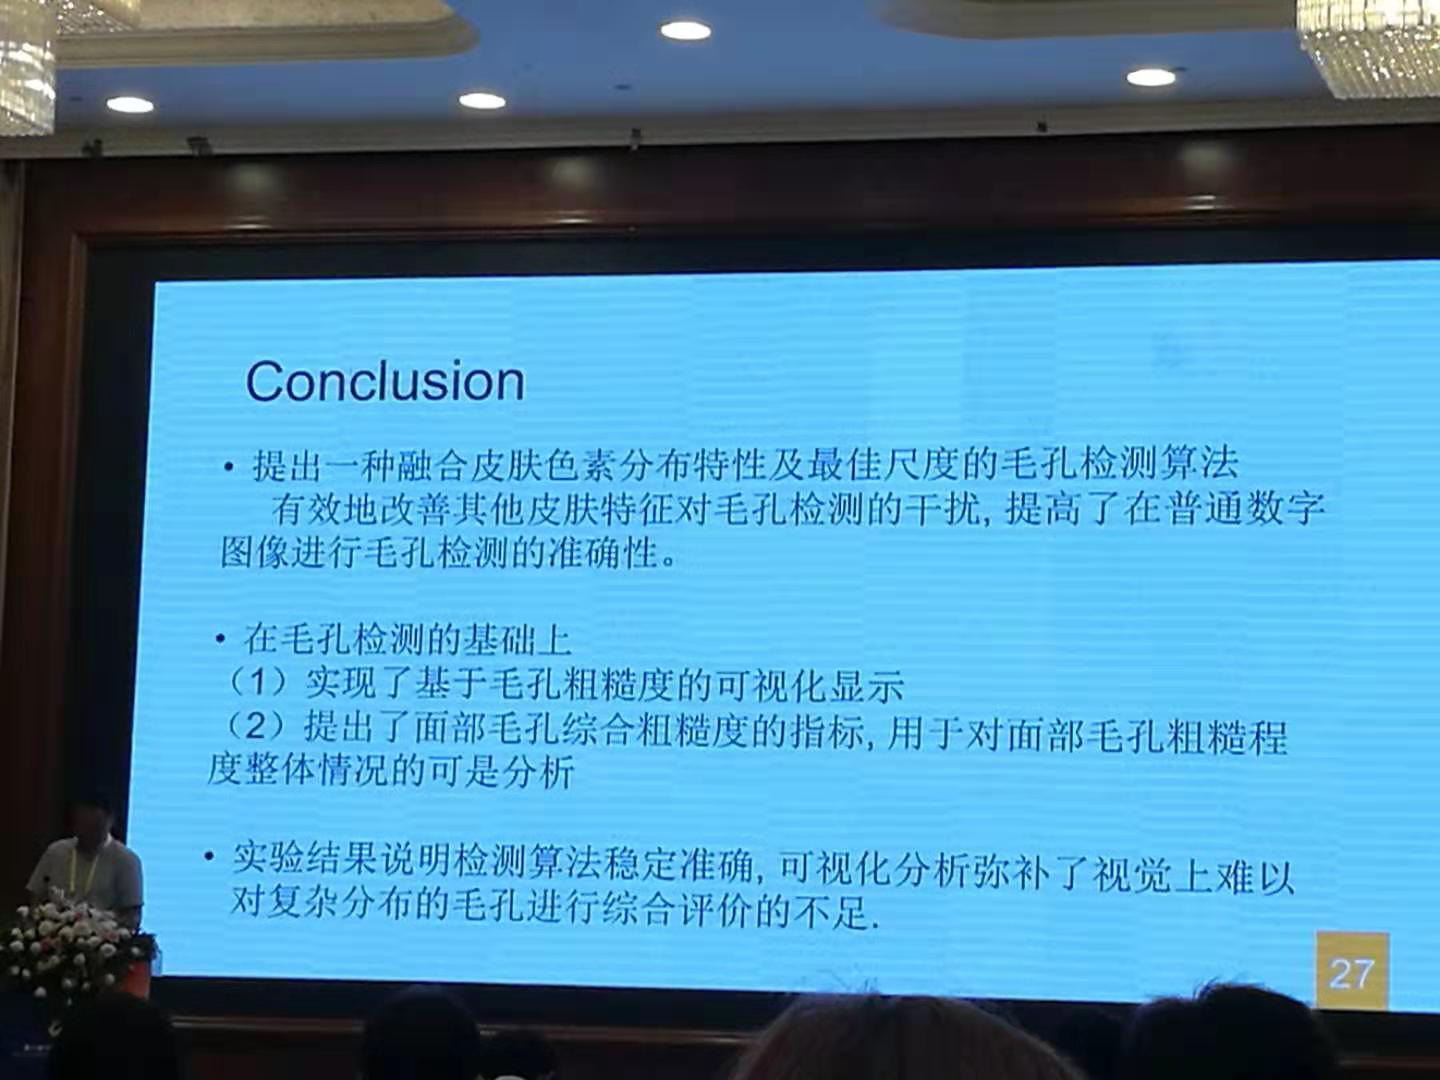 Conclusion
• 提出一种融合皮肤色素分布特性及最佳尺度的毛孔检测算法
有效地改善其他皮肤特征对毛孔检测的干扰, 提高了在普通数字
图像进行毛孔检测的准确性。
• 在毛孔检测的基础上
（1）实现了基于毛孔粗糙度的可视化显示
（2）提出了面部毛孔综合粗糙度的指标, 用于对面部毛孔粗糙程
度整体情况的可是分析
• 实验结果说明检测算法稳定准确, 可视化分析弥补了视觉上难以
对复杂分布的毛孔进行综合评价的不足.
27